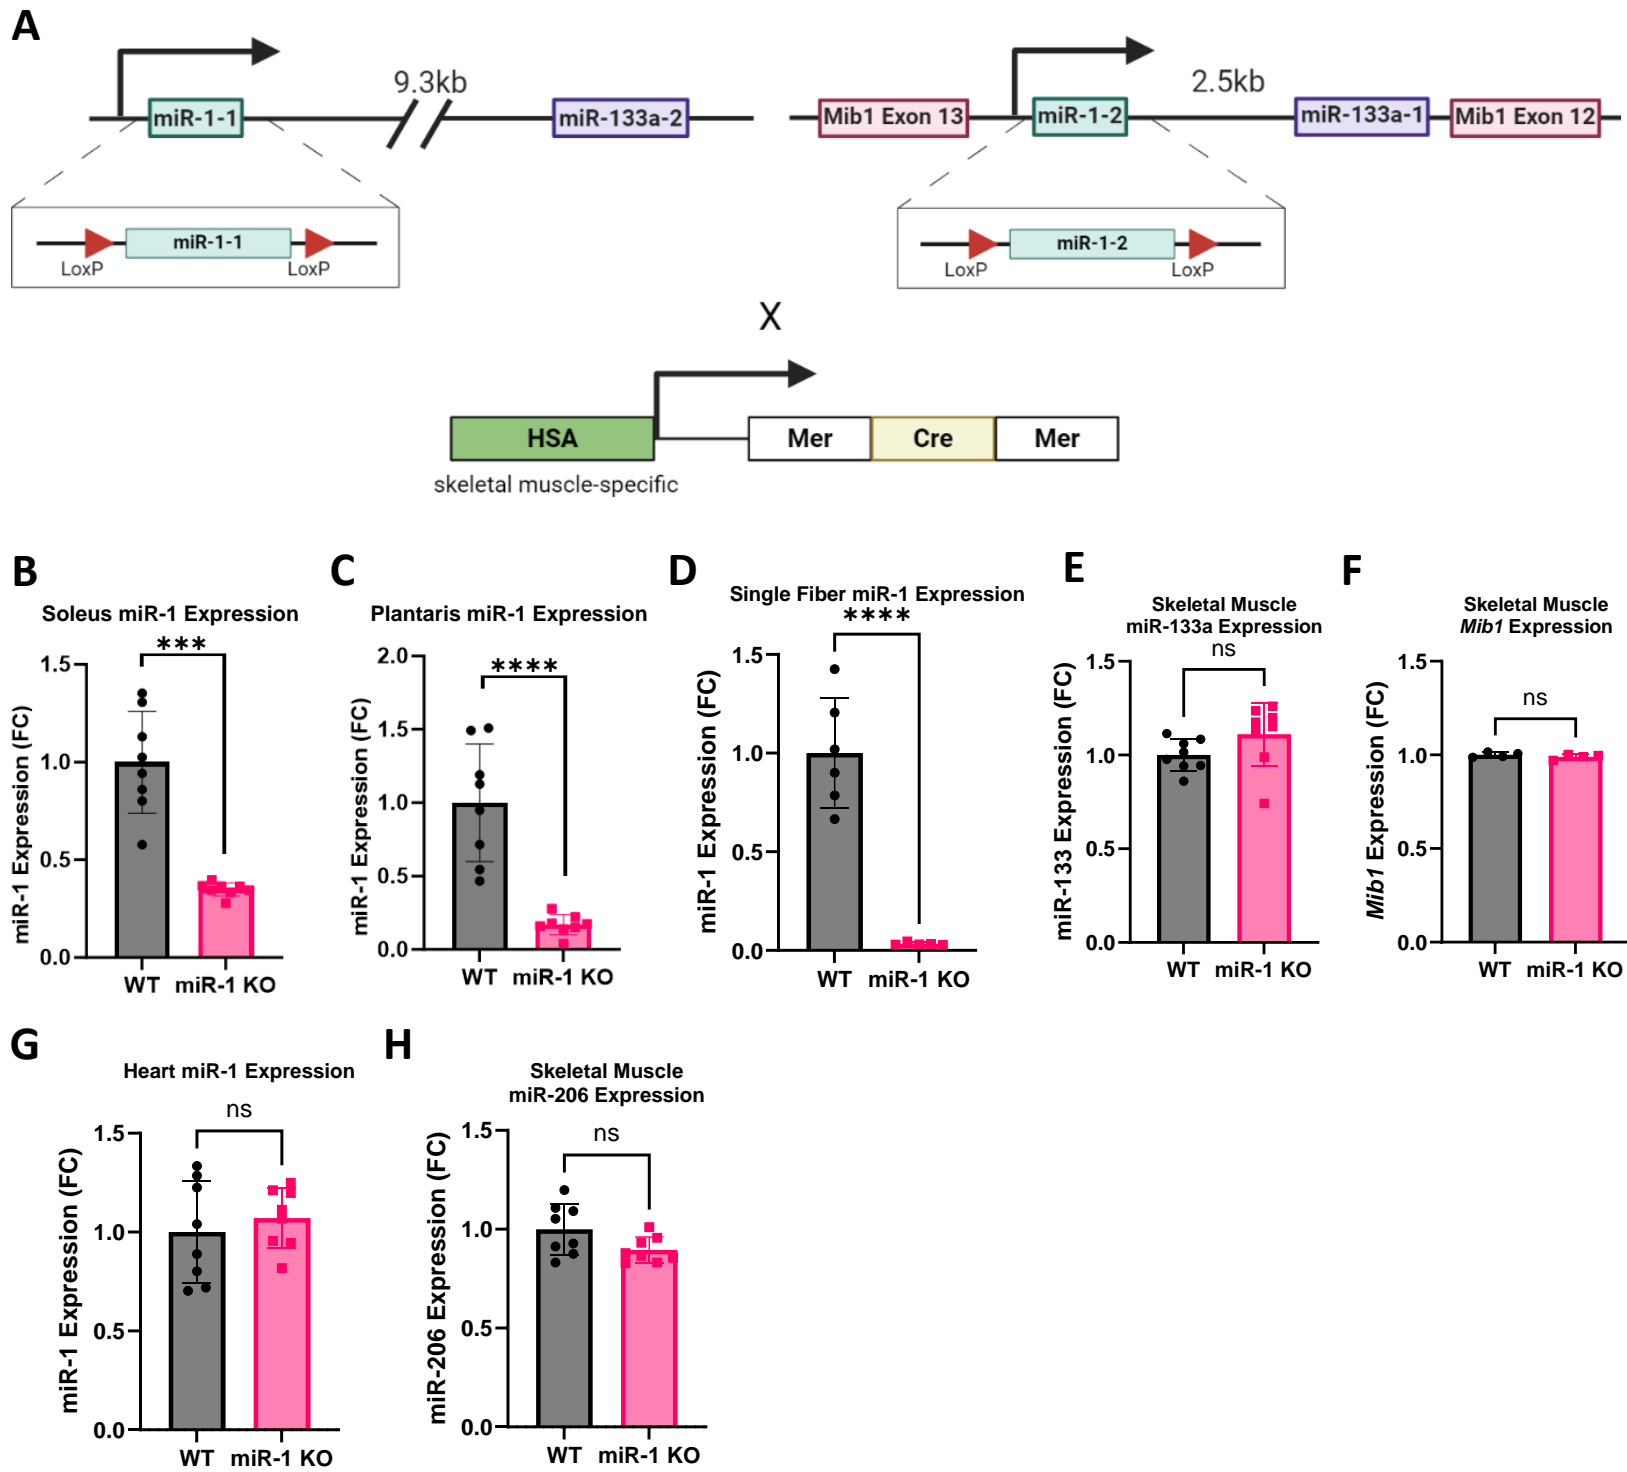 A
9.3kb
miR-1-1
miR-133a-2
2.5kb
Mib1 Exon 13
miR-1-2
miR-133a-1
Mib1 Exon 12
miR-1-1
LoxP
LoxP
miR-1-2
LoxP
LoxP
X
HSA
Mer
Cre
Mer
skeletal muscle-specific
B
Soleus miR-1 Expression
***
miR-1 Expression (FC)
1.5
1.0
0.5
0.0
WT
miR-1 KO
C
Plantaris miR-1 Expression
****
miR-1 Expression (FC)
2.0
1.5
1.0
0.5
0.0
WT
miR-1 KO
D
Single Fiber miR-1 Expression
****
miR-1 Expression (FC)
1.5
1.0
0.5
0.0
WT
miR-1 KO
E
Skeletal Muscle
miR-133a Expression
ns
miR-133 Expression (FC)
1.5
1.0
0.5
0.0
WT
miR-1 KO
F
Skeletal Muscle
Mib1 Expression
ns
Mib1 Expression (FC)
1.5
1.0
0.5
0.0
WT
miR-1 KO
G
Heart miR-1 Expression
ns
miR-1 Expression (FC)
1.5
1.0
0.5
0.0
WT
miR-1 KO
H
Skeletal Muscle
miR-206 Expression
ns
miR-206 Expression (FC)
1.5
1.0
0.5
0.0
WT
miR-1 KO